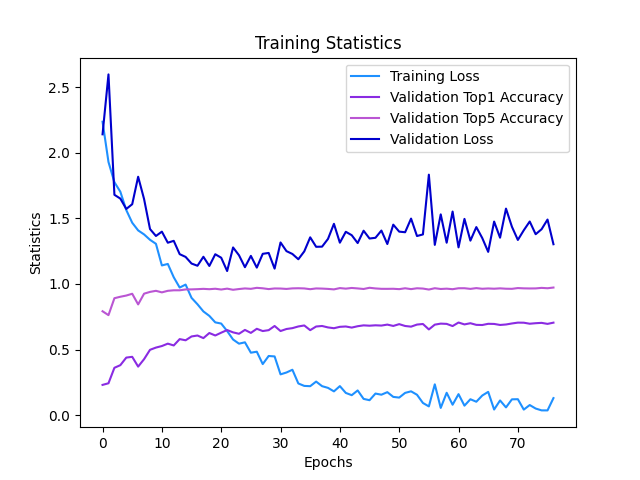 Training Statistics
Training Loss
Validation Top1 Accuracy
Validation Top5 Accuracy
Validation Loss
Statistics
2.5
2.0
1.5
1.0
0.5
0.0
0 10 20 30 40 50 60 70
Epochs